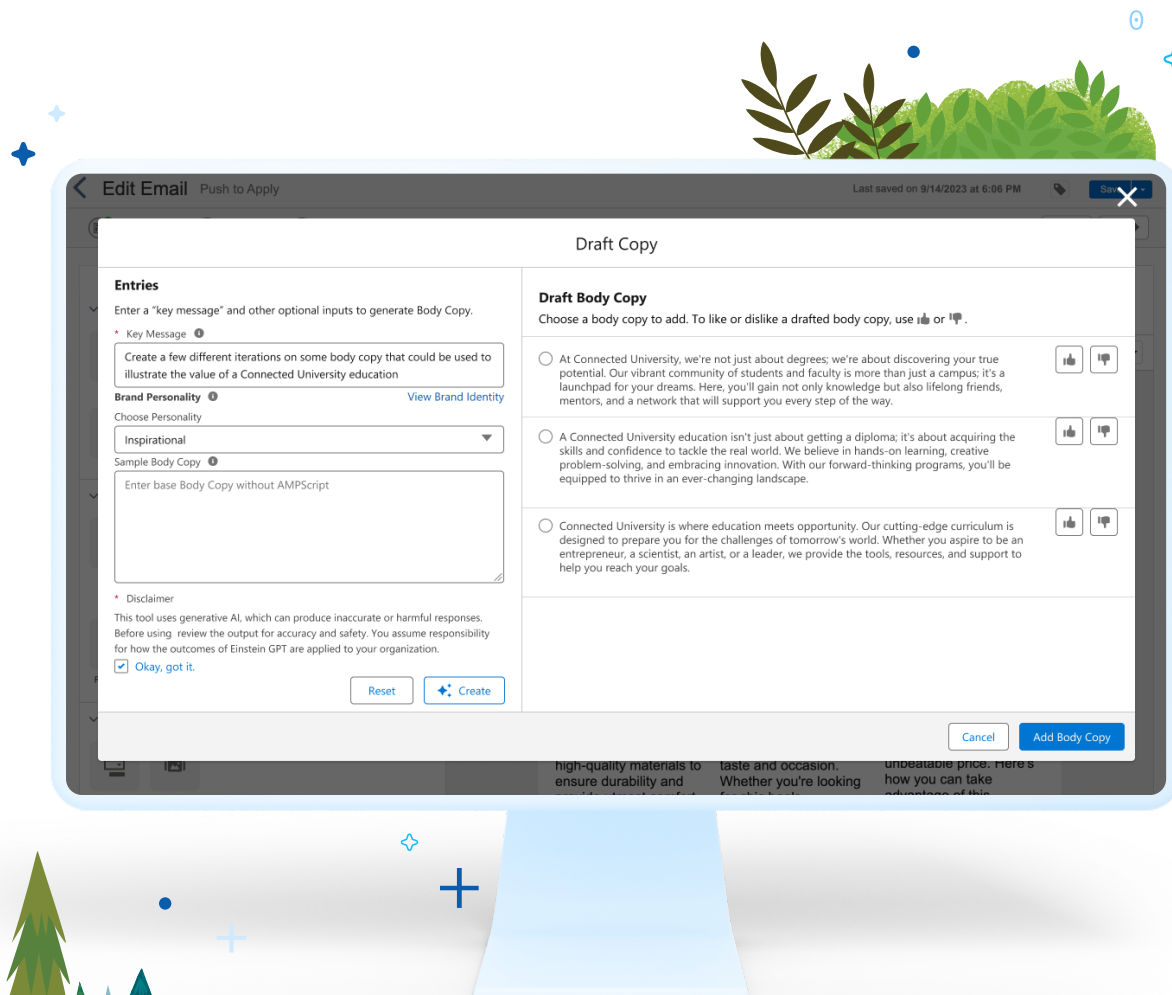 0
Edit Email Push to Apply
Last saved on 9/14/2023 at 6:06 PM
Draft Copy
Entries
Enter a "key message" and other optional inputs to generate Body Copy.
* Key Message
Create a few different iterations on some body copy that could be used to
illustrate the value of a Connected University education
Brand Personality
View Brand Identity
Choose Personality
Inspirational
Sample Body Copy
Enter base Body Copy without AMPScript
* Disclaimer
This tool uses generative AI, which can produce inaccurate or harmful responses.
Before using review the output for accuracy and safety. You assume responsibility
for how the outcomes of Einstein GPT are applied to your organization.
Okay, got it.
Reset
Create
Draft Body Copy
Choose a body copy to add. To like or dislike a drafted body copy, use or .
At Connected University, we're not just about degrees; we're about discovering your true
potential. Our vibrant community of students and faculty is more than just a campus; it's a
launchpad for your dreams. Here, you'll gain not only knowledge but also lifelong friends,
mentors, and a network that will support you every step of the way.
A Connected University education isn't just about getting a diploma; it's about acquiring the
skills and confidence to tackle the real world. We believe in hands-on learning, creative
problem-solving, and embracing innovation. With our forward-thinking programs, you'll be
equipped to thrive in an ever-changing landscape.
Connected University is where education meets opportunity. Our cutting-edge curriculum is
designed to prepare you for the challenges of tomorrow's world. Whether you aspire to be an
entrepreneur, a scientist, an artist, or a leader, we provide the tools, resources, and support to
help you reach your goals.
Cancel
Add Body Copy
high-quality materials to
ensure durability and
taste and occasion.
Whether you're looking
unbeatable price. Here's
how you can take
advantage of this